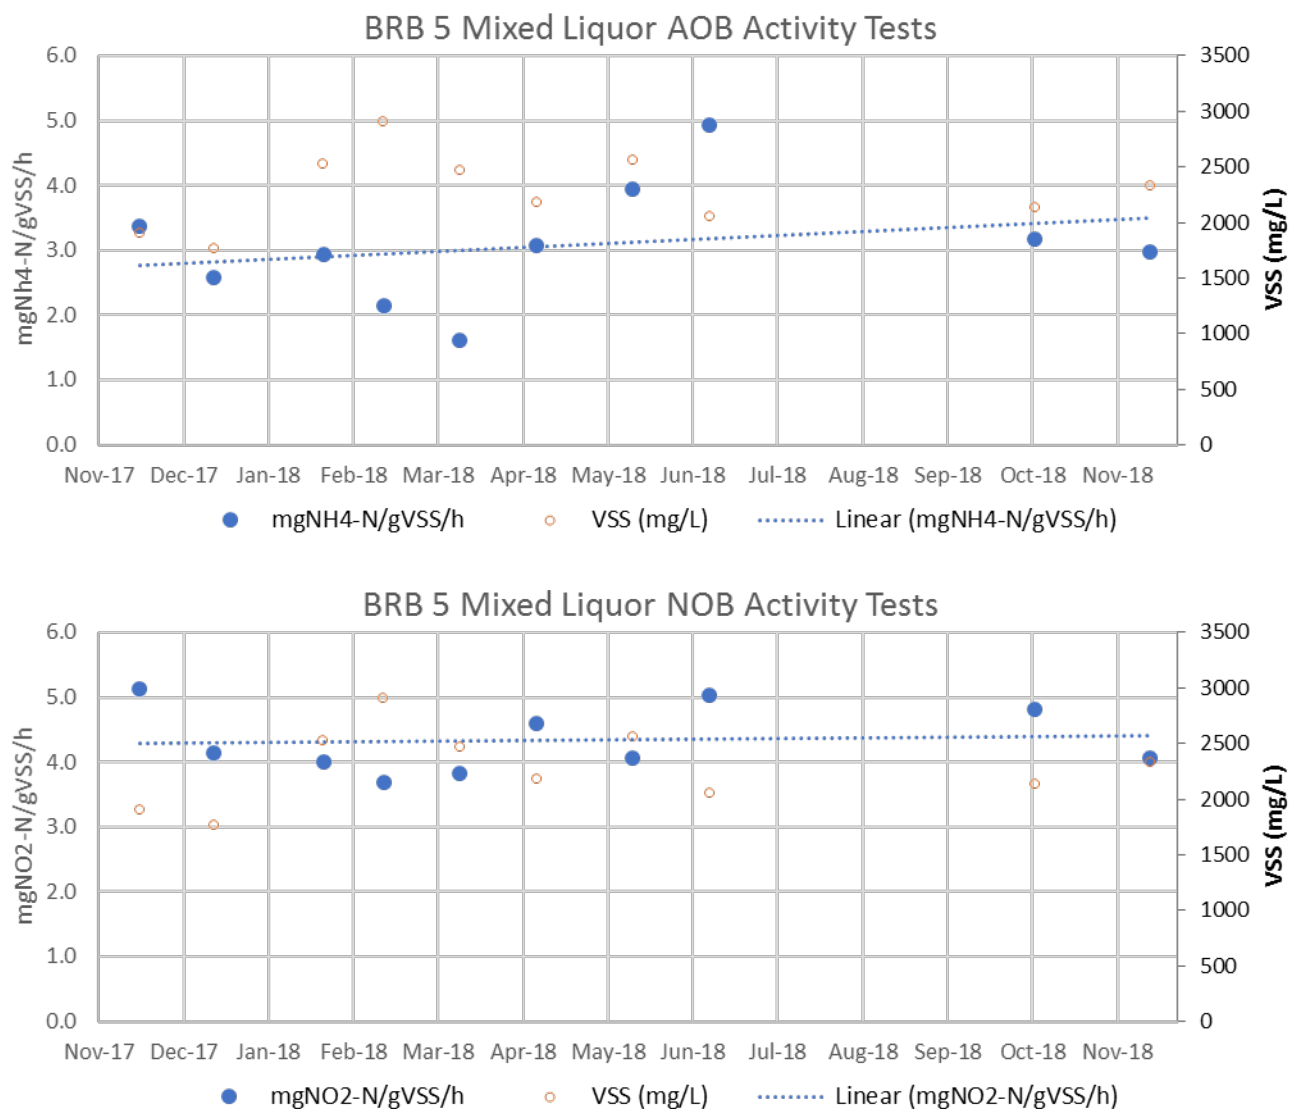 BRB 5 Mixed Liquor AOB Activity Tests
6.0 3500
5.0 3000
4.0 2500
3.0 2000
2.0 1500
1.0 1000
0.0 500
0
mgNh4-N/gVSS/h
VSS (mg/L)
Nov-17 Dec-17 Jan-18 Feb-18 Mar-18 Apr-18 May-18 Jun-18 Jul-18 Aug-18 Sep-18 Oct-18 Nov-18
mgNH4-N/gVSS/h VSS (mg/L) Linear (mgNH4-N/gVSS/h)
BRB 5 Mixed Liquor NOB Activity Tests
6.0 3500
5.0 3000
4.0 2500
3.0 2000
2.0 1500
1.0 1000
0.0 500
0
mgNO2-N/gVSS/h
VSS (mg/L)
Nov-17 Dec-17 Jan-18 Feb-18 Mar-18 Apr-18 May-18 Jun-18 Jul-18 Aug-18 Sep-18 Oct-18 Nov-18
mgNO2-N/gVSS/h VSS (mg/L) Linear (mgNO2-N/gVSS/h)